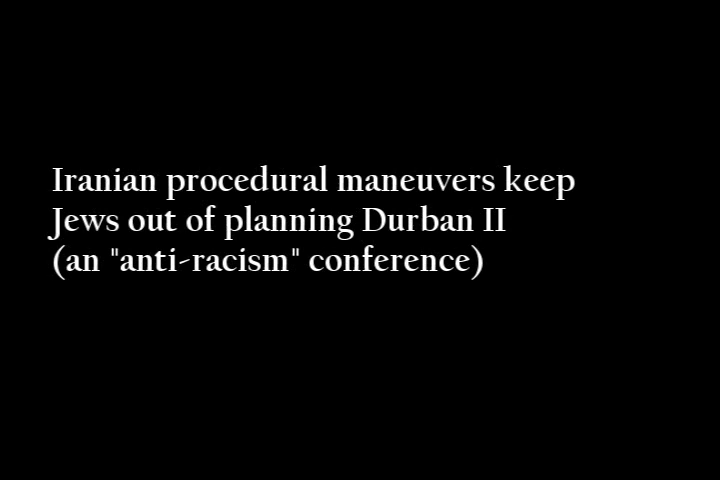 Iranian procedural maneuvers keep
Jews out of planning Durban II
(an "anti-racism" conference)